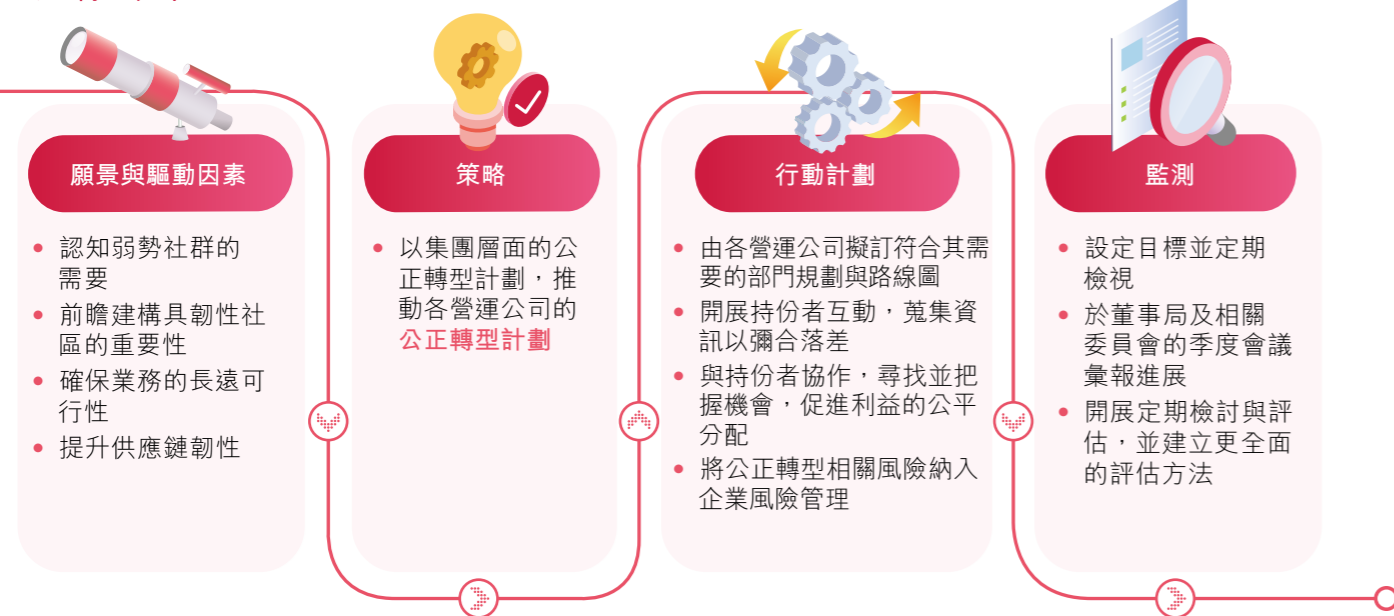 願景與驅動因素
• 認知弱勢社群的
需要
• 前瞻建構具韌性社
區的重要性
• 確保業務的長遠可
行性
• 提升供應鏈韌性
策略
• 以集團層面的公
正轉型計劃，推
動各營運公司的
公正轉型計劃
行動計劃
• 由各營運公司擬訂符合其需
要的部門規劃與路線圖
• 開展持份者互動，蒐集資
訊以彌合落差
• 與持份者協作，尋找並把
握機會，促進利益的公平
分配
• 將公正轉型相關風險納入
企業風險管理
監測
• 設定目標並定期
檢視
• 於董事局及相關
委員會的季度會議
彙報進展
• 開展定期檢討與評
估，並建立更全面
的評估方法